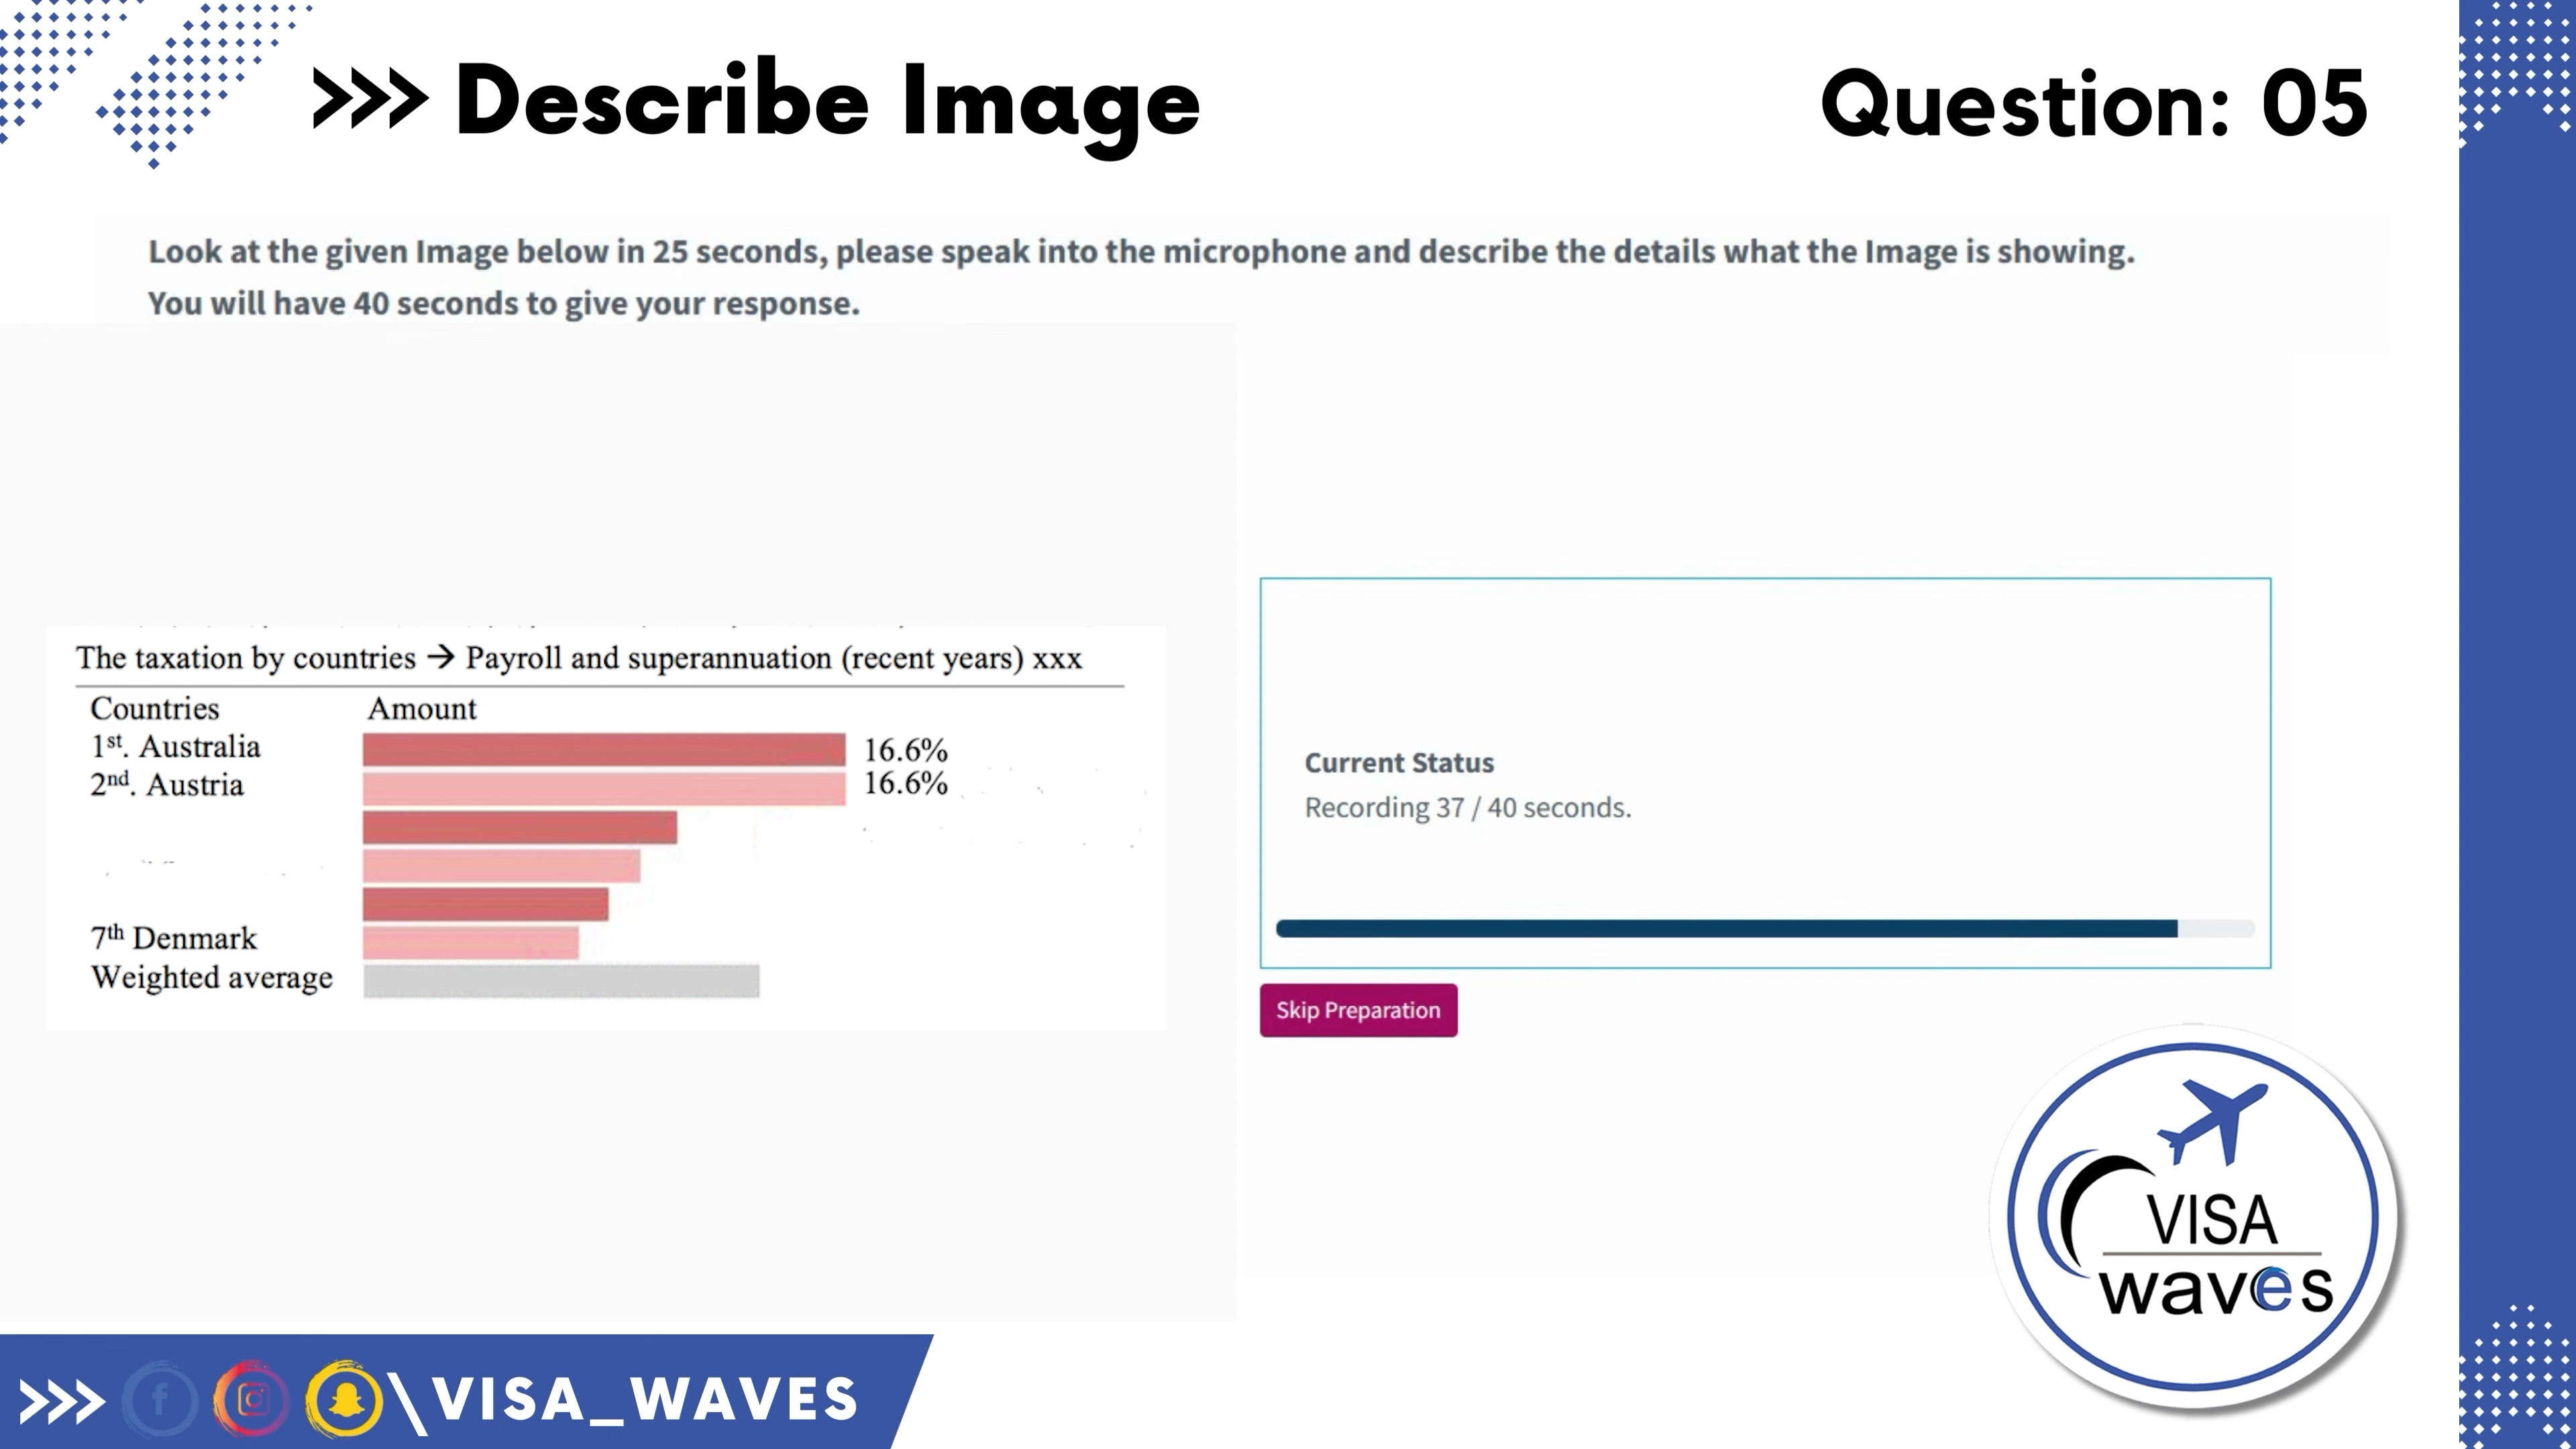 >>> Describe Image
Question: 05
Look at the given Image below in 25 seconds, please speak into the microphone and describe the details what the Image is showing.
You will have 40 seconds to give your response.
The taxation by countries → Payroll and superannuation (recent years) xxx
Countries Amount
1st. Australia 16.6%
2nd. Austria 16.6%
7th Denmark
Weighted average
Current Status
Recording 37 / 40 seconds.
Skip Preparation
VISA
waves
>>> \VISA_WAVES